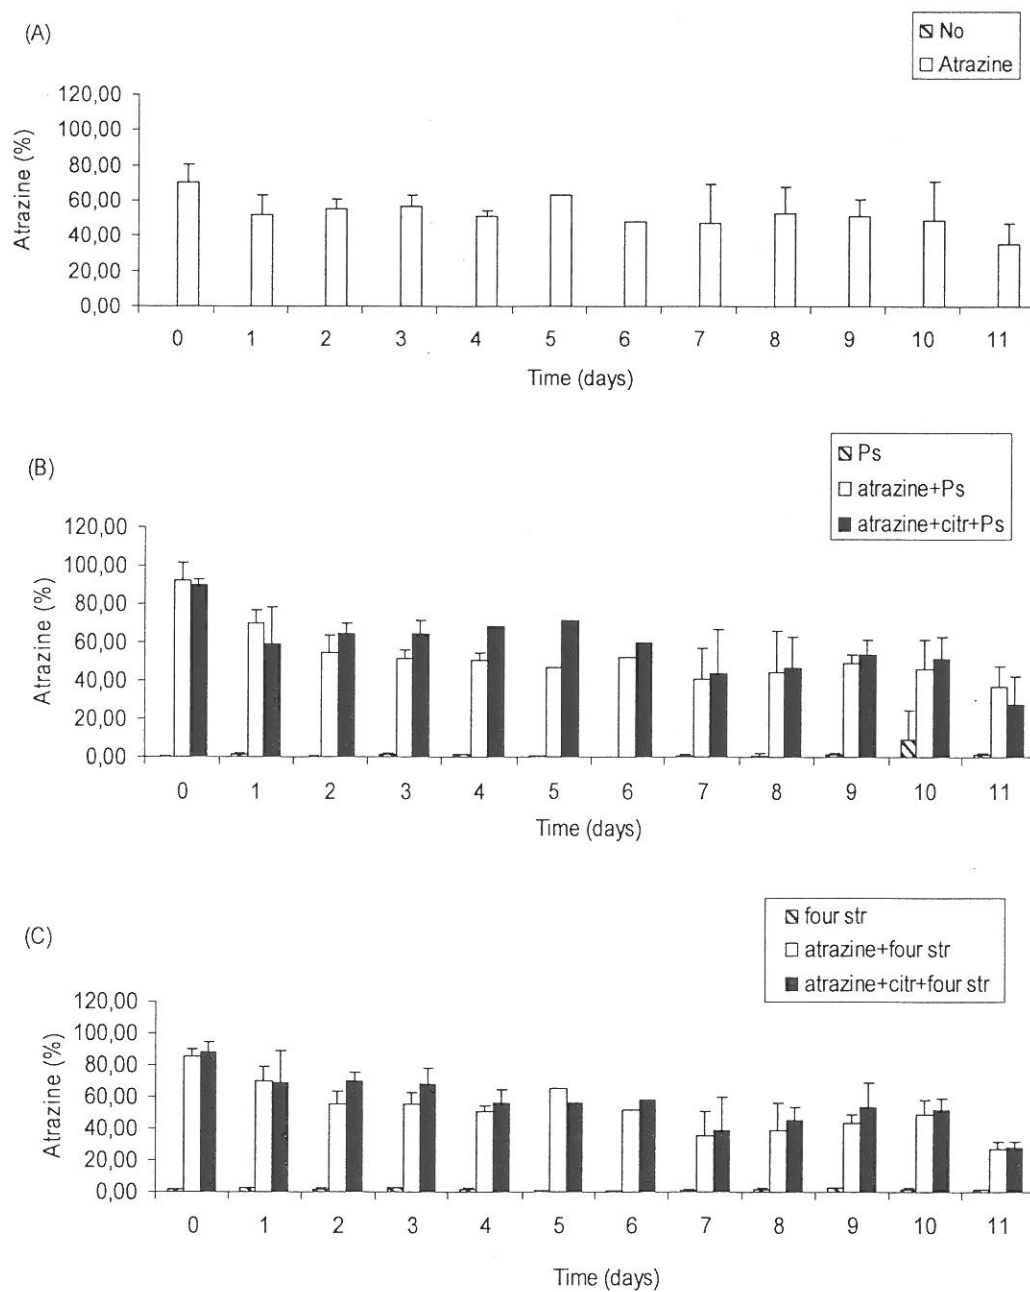 (A)
No
Atrazine
120,00
100,00
80,00
60,00
40,00
20,00
0,00
Atrazine (%)
0 1 2 3 4 5 6 7 8 9 10 11
Time (days)
(B)
Ps
atrazine+Ps
atrazine+citr+Ps
120,00
100,00
80,00
60,00
40,00
20,00
0,00
Atrazine (%)
0 1 2 3 4 5 6 7 8 9 10 11
Time (days)
(C)
four str
atrazine+four str
atrazine+citr+four str
120,00
100,00
80,00
60,00
40,00
20,00
0,00
Atrazine (%)
0 1 2 3 4 5 6 7 8 9 10 11
Time (days)